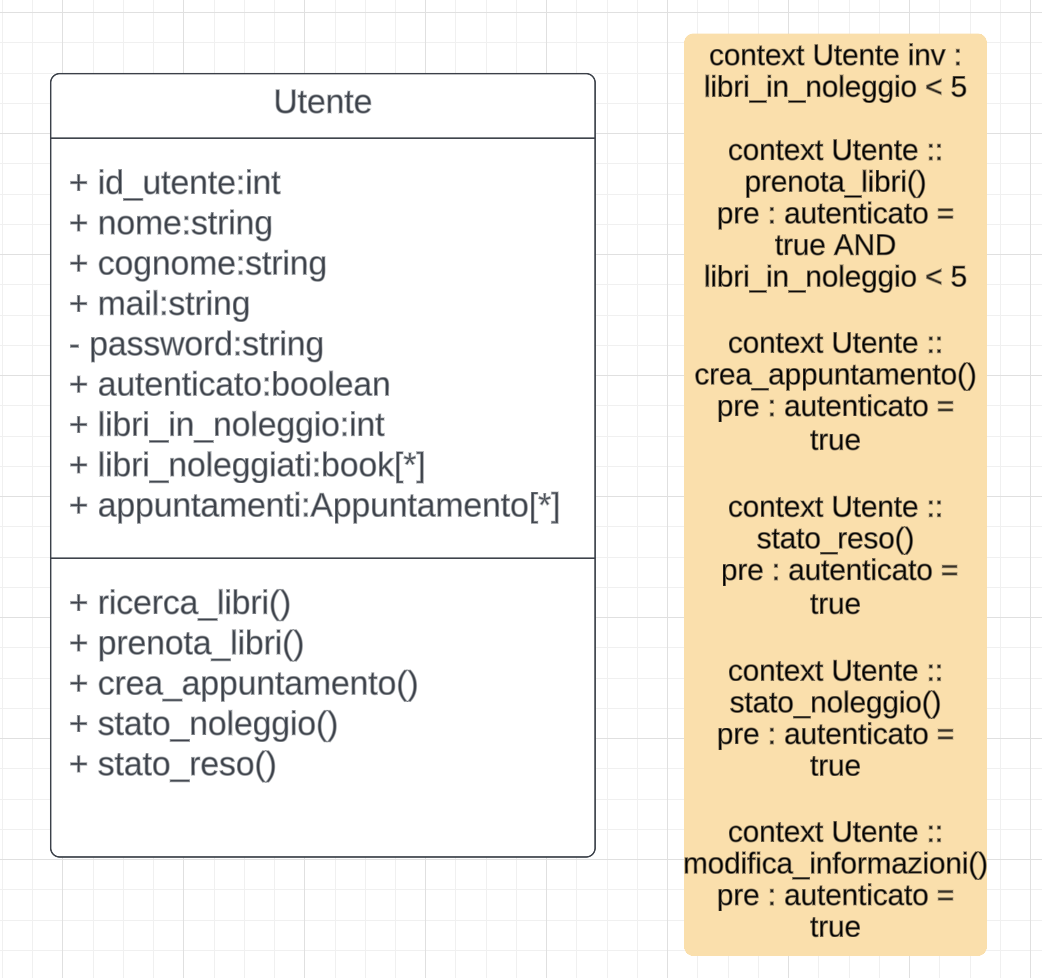 Utente
+ id_utente:int
+ nome:string
+ cognome:string
+ mail:string
- password:string
+ autenticato:boolean
+ libri_in_noleggio:int
+ libri_noleggiati:book[*]
+ appuntamenti:Appuntamento[*]
+ ricerca_libri()
+ prenota_libri()
+ crea_appuntamento()
+ stato_noleggio()
+ stato_reso()
context Utente inv :
libri_in_noleggio < 5
context Utente ::
prenota_libri()
pre : autenticato =
true AND
libri_in_noleggio < 5
context Utente ::
crea_appuntamento()
pre : autenticato =
true
context Utente ::
stato_reso()
pre : autenticato =
true
context Utente ::
stato_noleggio()
pre : autenticato =
true
context Utente ::
modifica_informazioni()
pre : autenticato =
true